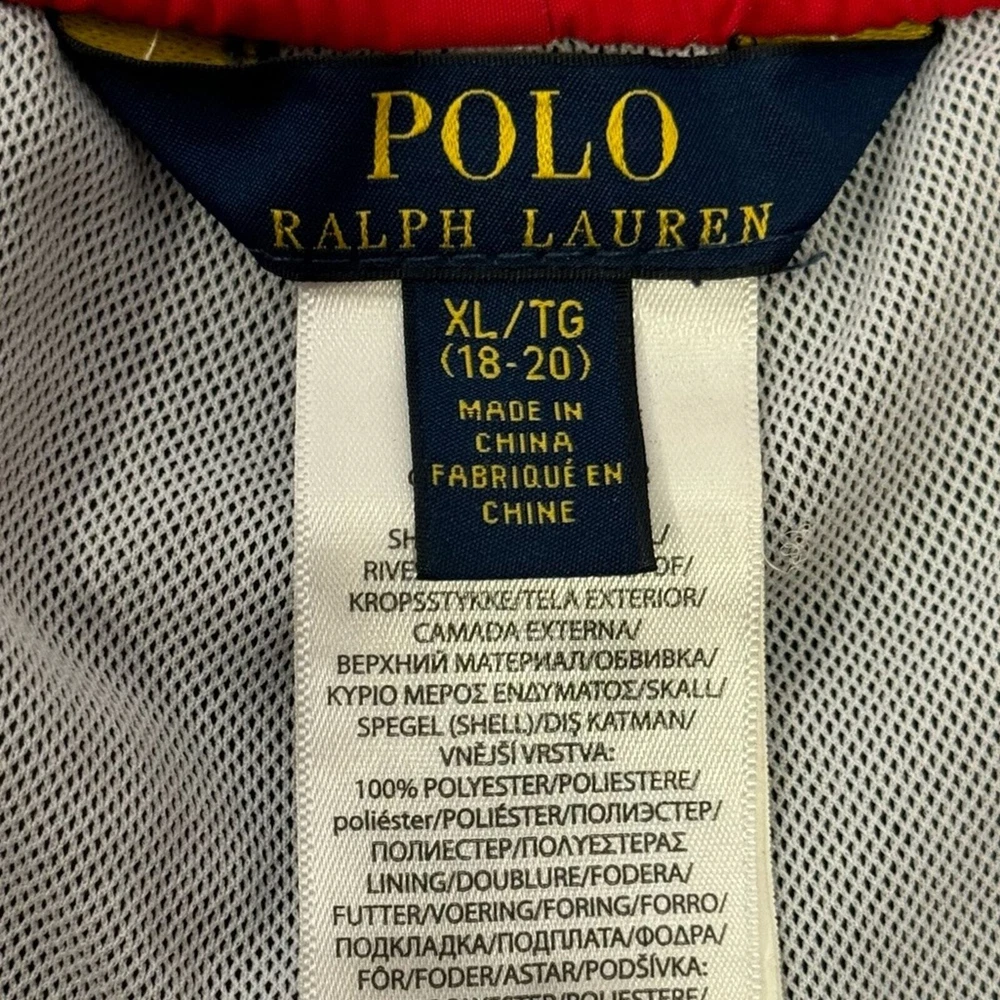 POLO
RALPH LAUREN
XL/TG
(18-20)
MADE IN
CHINA
FABRIQUÉ EN
CHINE
KROPSSTYKKE/TELA EXTERIOR/
CAMADA EXTERNA/
ВЕРХНИЙ МАТЕРИАЛ/ОБВИВКА/
ΚΥΡΙΟ ΜΕΡΟΣ ΕΝΔΥΜΑΤΟΣ/SKALL/
SPEGEL (SHELL)/DIŞ KATMAN/
VNĚJŠÍ VRSTVA:
100% POLYESTER/POLIESTERE/
poliéster/POLIÉSTER/ПОЛИЭСТЕР/
ПОЛИЕСТЕР/ΠΟΛΥΕΣΤΕΡΑΣ
LINING/DOUBLURE/FODERA/
FUTTER/VOERING/FORING/FORRO/
ПОДКЛАДКА/ПОДПЛАТА/ΦΟΔΡΑ/
FÔR/FODER/ASTAR/PODŠÍVKA: